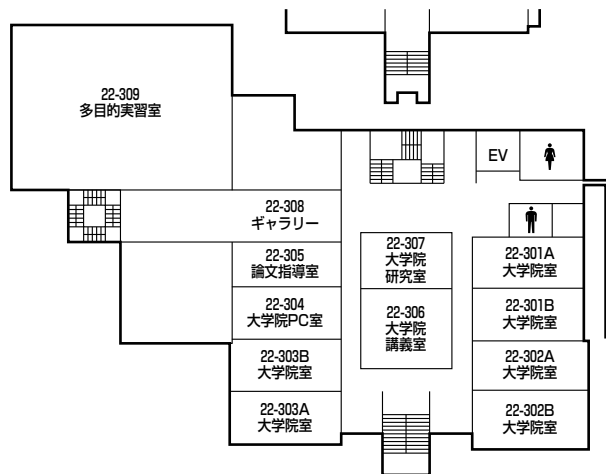 22-309
多目的実習室
EV
22-308
ギャラリー
22-307
大学院
研究室
22-301A
大学院室
22-305
論文指導室
22-304
大学院PC室
22-306
大学院
講義室
22-301B
大学院室
22-303B
大学院室
22-302A
大学院室
22-303A
大学院室
22-302B
大学院室